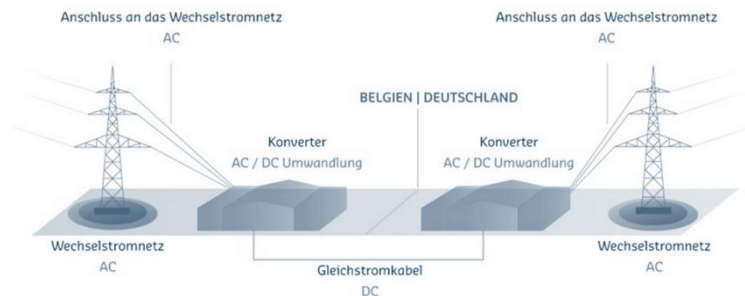 Anschluss an das Wechselstromnetz
AC
Anschluss an das Wechselstromnetz
AC
BELGIEN | DEUTSCHLAND
Konverter
AC / DC Umwandlung
Konverter
AC / DC Umwandlung
Wechselstromnetz
AC
Gleichstromkabel
DC
Wechselstromnetz
AC